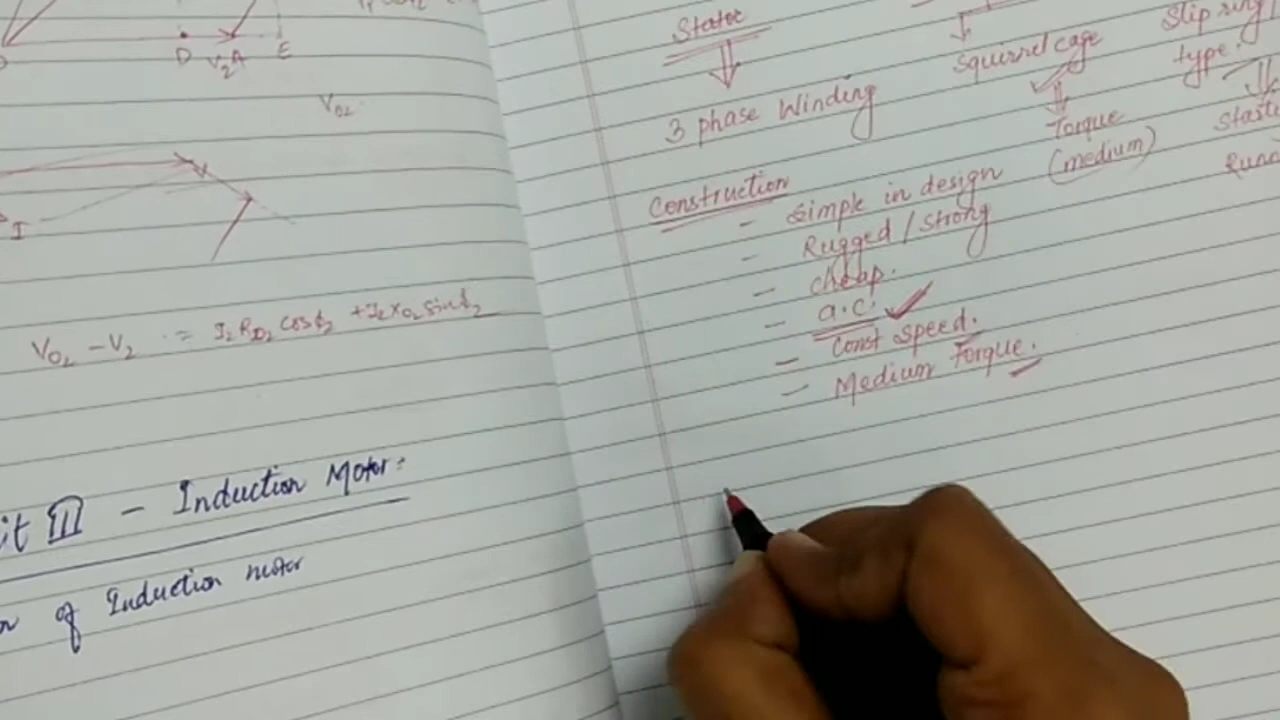 D V₂ A E
V₀₂
I
V₀₂ - V₂ = I₂ R₀₂ cosϕ₂ + I₂ X₀₂ sinϕ₂
it III - Induction Motor:
of Induction motor
Stator
3 phase Winding
Squirrel cage
Torque
(medium)
Slip ring
type.
Construction
- Simple in design
- Rugged / Strong
- cheap.
- a.c.
- Const speed.
- Medium Torque.